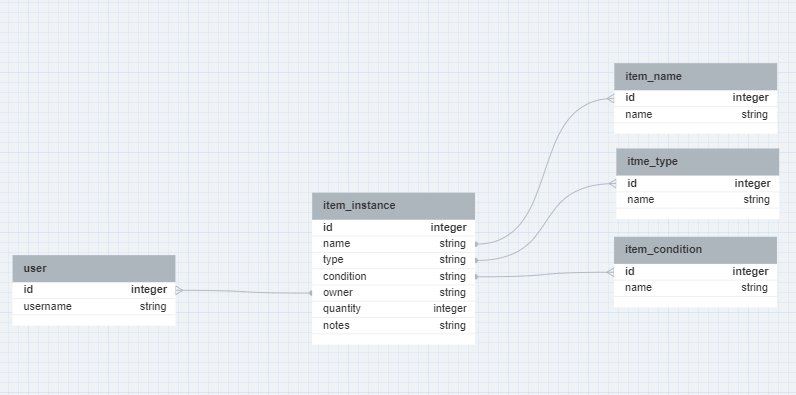 user
id integer
username string
item_instance
id integer
name string
type string
condition string
owner string
quantity integer
notes string
item_name
id integer
name string
itme_type
id integer
name string
item_condition
id integer
name string